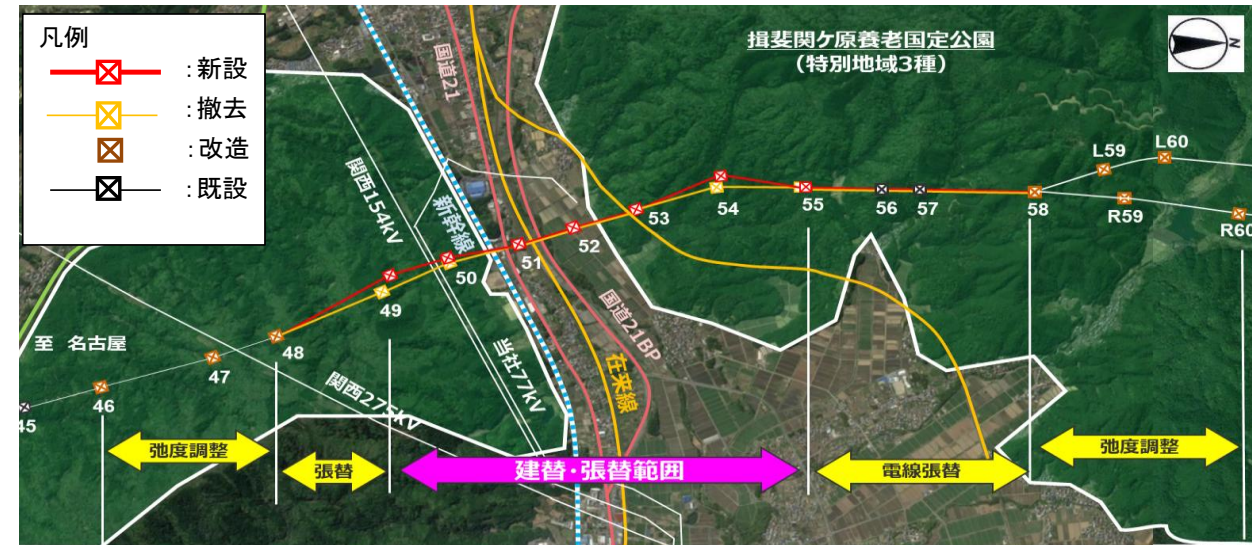 凡例
:新設
:撤去
:改造
:既設
揖斐関ケ原養老国定公園
(特別地域3種)
N
国道21
関西154kV
新幹線
国道21BP
在来線
当社77kV
関西275kV
至 名古屋
45
46
47
48
49
50
51
52
53
54
55
56
57
58
L59
L60
R59
R60
弛度調整
張替
建替・張替範囲
電線張替
弛度調整